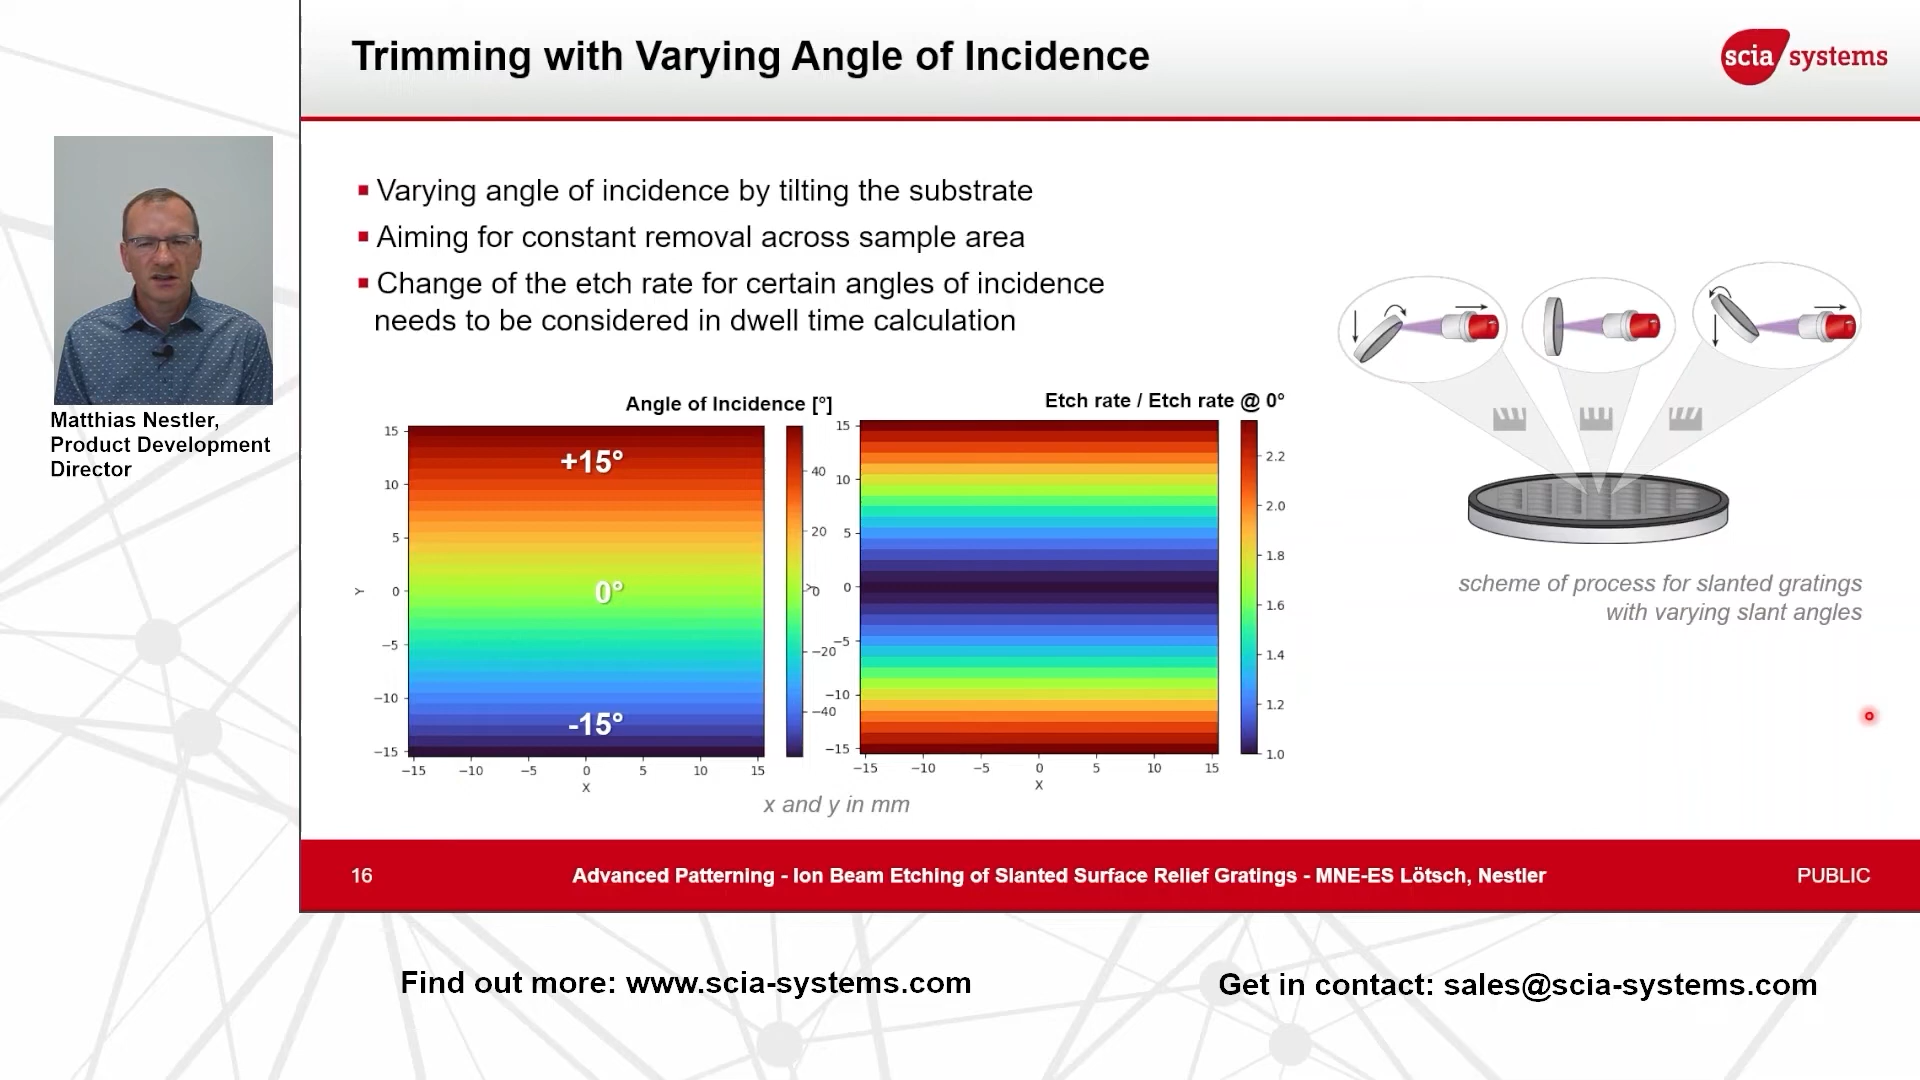 Trimming with Varying Angle of Incidence
scia systems
Varying angle of incidence by tilting the substrate
Aiming for constant removal across sample area
Change of the etch rate for certain angles of incidence
needs to be considered in dwell time calculation
Matthias Nestler,
Product Development
Director
Angle of Incidence [°]
+15°
0°
-15°
15
10
5
0
−5
−10
−15
Y
−15 −10 −5 0 5 10 15
X
40
20
0
−20
−40
Etch rate / Etch rate @ 0°
15
10
5
0
−5
−10
−15
Y
−15 −10 −5 0 5 10 15
X
2.2
2.0
1.8
1.6
1.4
1.2
1.0
x and y in mm
scheme of process for slanted gratings
with varying slant angles
16
Advanced Patterning - Ion Beam Etching of Slanted Surface Relief Gratings - MNE-ES Lötsch, Nestler
PUBLIC
Find out more: www.scia-systems.com
Get in contact: sales@scia-systems.com